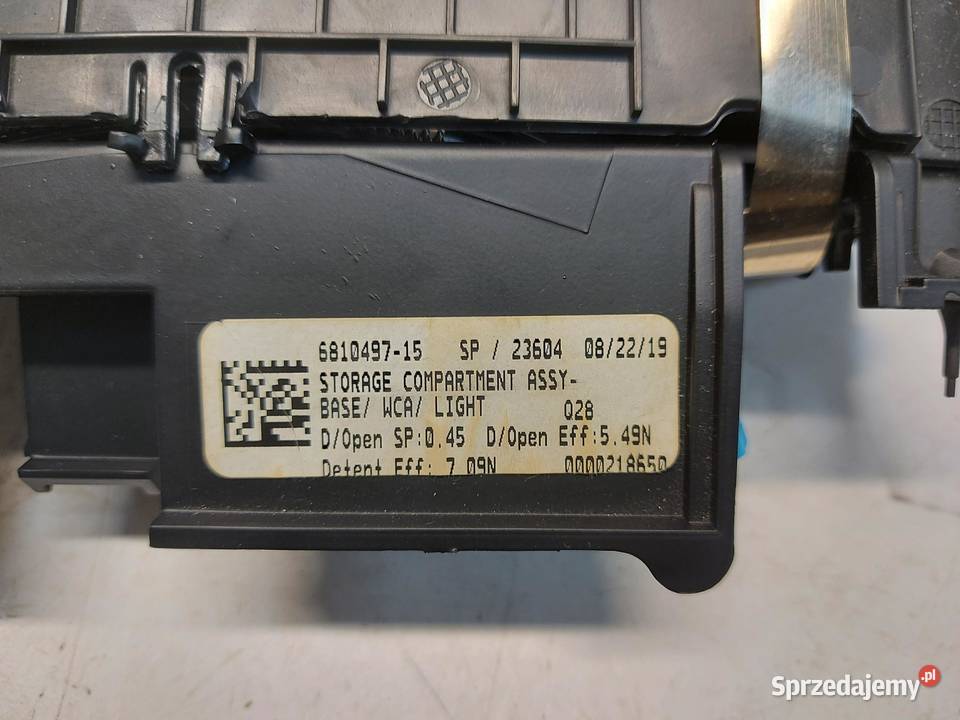 6810497-15 SP / 23604 08/22/19
STORAGE COMPARTMENT ASSY-
BASE/ WCA/ LIGHT Q28
D/Open SP:0.45 D/Open Eff:5.49N
Detent Eff: 7.09N 0000218650
Sprzedajemy.pl